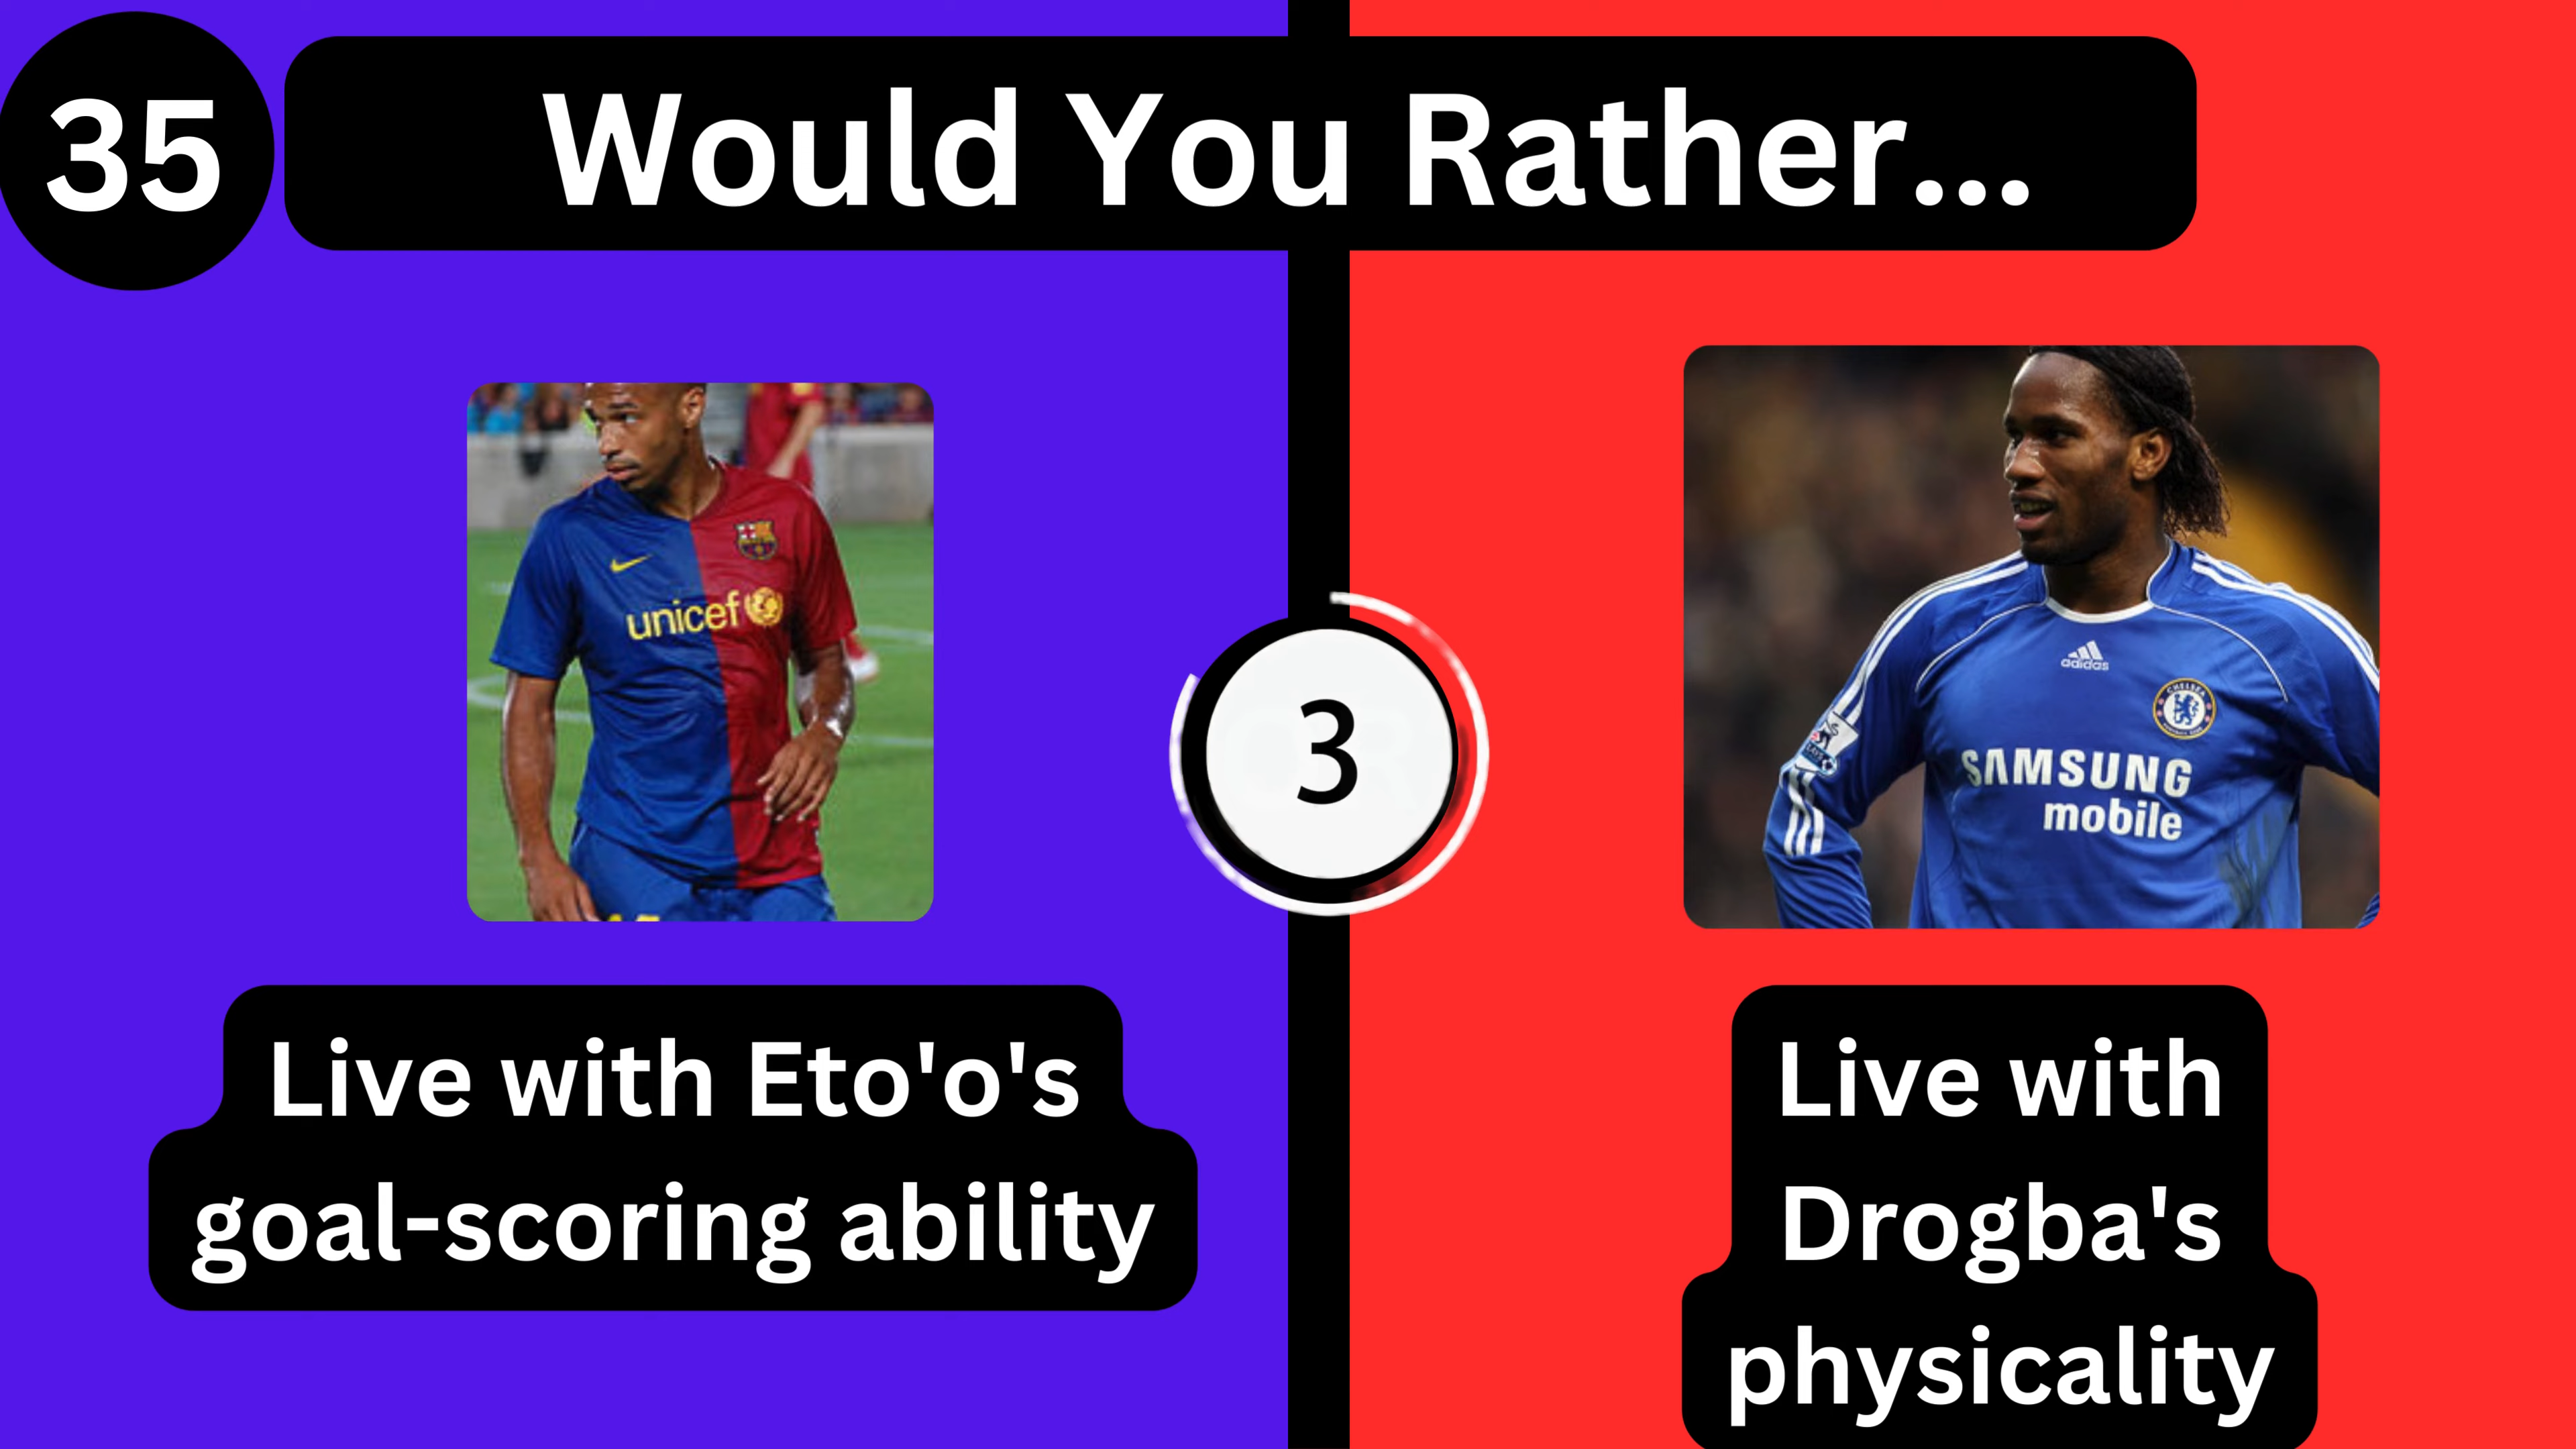 35
Would You Rather...
unicef
adidas
CHELSEA
SAMSUNG
mobile
3
Live with Eto'o's
goal-scoring ability
Live with
Drogba's
physicality